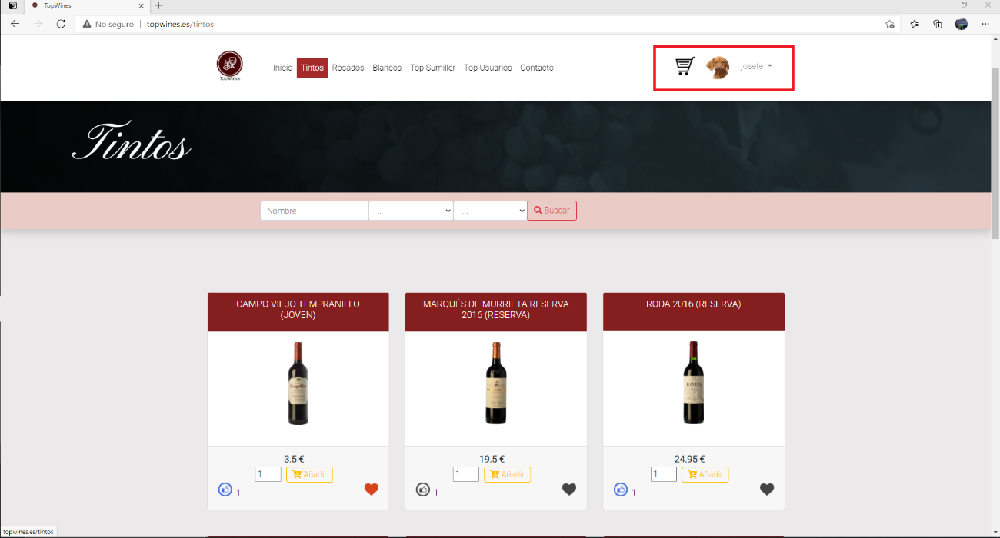 TopWines
No seguro topwines.es/tintos
TopWines
Inicio Tintos Rosados Blancos Top Sumiller Top Usuarios Contacto
josete
Tintos
Nombre ... ... Buscar
CAMPO VIEJO TEMPRANILLO
(JOVEN)
MARQUÉS DE MURRIETA RESERVA
2016 (RESERVA)
RODA 2016 (RESERVA)
RODA
3.5 €
1 Añadir
1
19.5 €
1 Añadir
1
24.95 €
1 Añadir
1
topwines.es/tintos